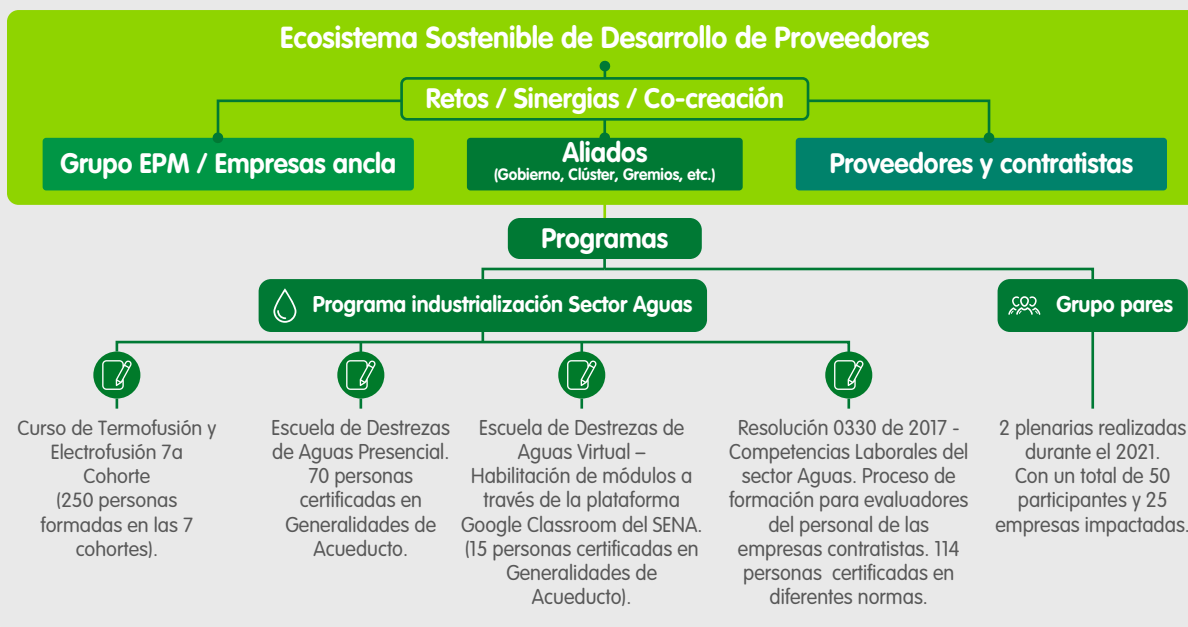 Ecosistema Sostenible de Desarrollo de Proveedores
Retos / Sinergias / Co-creación
Grupo EPM / Empresas ancla
Aliados
(Gobierno, Clúster, Gremios, etc.)
Proveedores y contratistas
Programas
Programa industrialización Sector Aguas
Grupo pares
Curso de Termofusión y
Electrofusión 7a
Cohorte
(250 personas
formadas en las 7
cohortes).
Escuela de Destrezas
de Aguas Presencial.
70 personas
certificadas en
Generalidades de
Acueducto.
Escuela de Destrezas de
Aguas Virtual –
Habilitación de módulos a
través de la plataforma
Google Classroom del SENA.
(15 personas certificadas en
Generalidades de
Acueducto).
Resolución 0330 de 2017 -
Competencias Laborales del
sector Aguas. Proceso de
formación para evaluadores
del personal de las
empresas contratistas. 114
personas certificadas en
diferentes normas.
2 plenarias realizadas
durante el 2021.
Con un total de 50
participantes y 25
empresas impactadas.